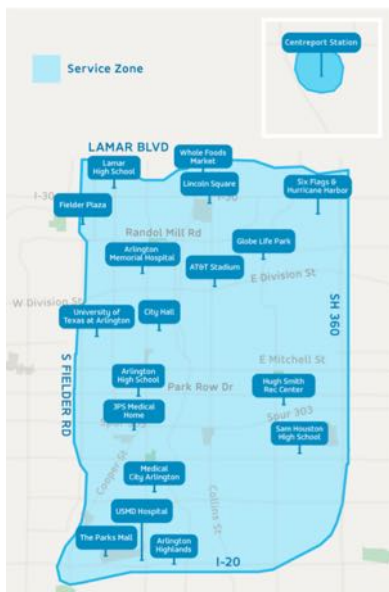 Centreport Station
Service Zone
LAMAR BLVD
Whole Foods
Market
Lamar
High School
Lincoln Square
Six Flags &
Hurricane Harbor
I-30
I-30
Fielder Plaza
Randol Mill Rd
Globe Life Park
Arlington
Memorial Hospital
AT&T Stadium
E Division St
W Division St
SH 360
University of
Texas at Arlington
City Hall
E Mitchell St
S FIELDER RD
Arlington
High School
Park Row Dr
Hugh Smith
Rec Center
JPS Medical
Home
Spur 303
Sam Houston
High School
Cooper St
Medical
City Arlington
Collins St
USMD Hospital
The Parks Mall
Arlington
Highlands
I-20